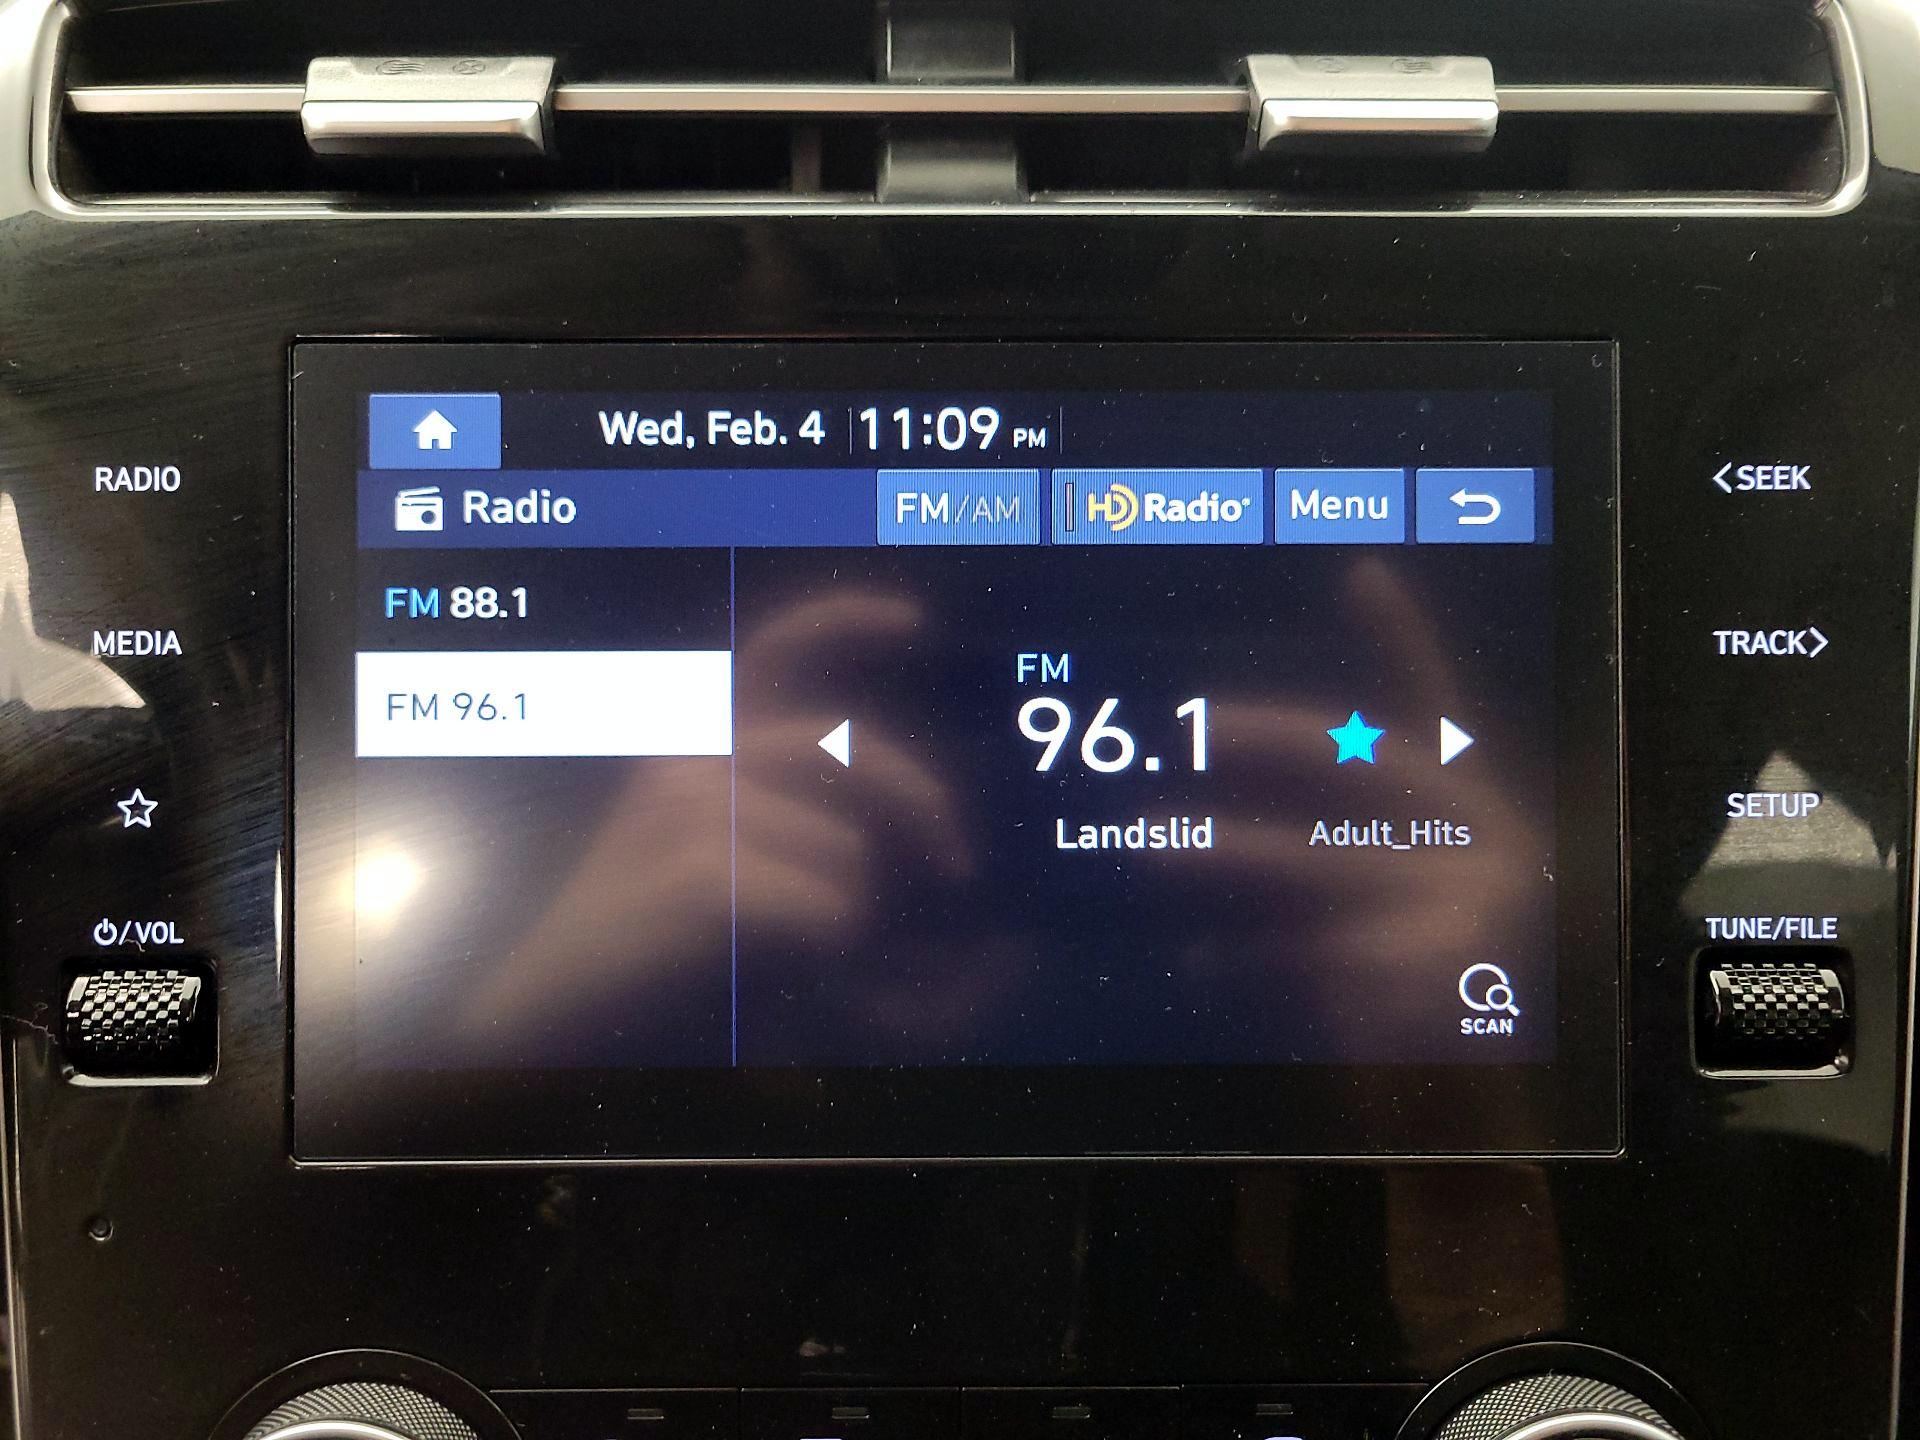 Wed, Feb. 4 11:09 PM
RADIO
<SEEK
Radio FM/AM HD Radio® Menu
FM 88.1
MEDIA
TRACK>
FM 96.1
FM
96.1
Landslid Adult_Hits
SETUP
/VOL
TUNE/FILE
SCAN